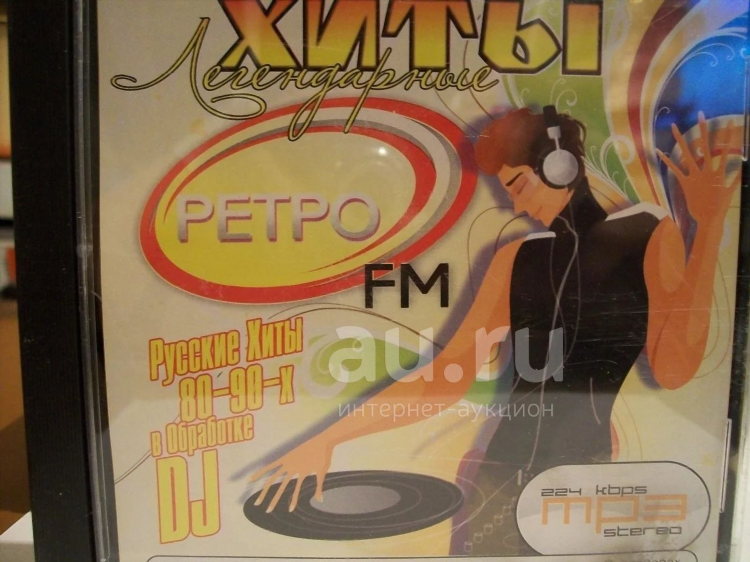 ХИТЫ
Легендарные
РЕТРО
FM
Русские Хиты
80-90-х
в Обработке
DJ
au.ru
интернет-аукцион
224 kbps
mp3
stereo